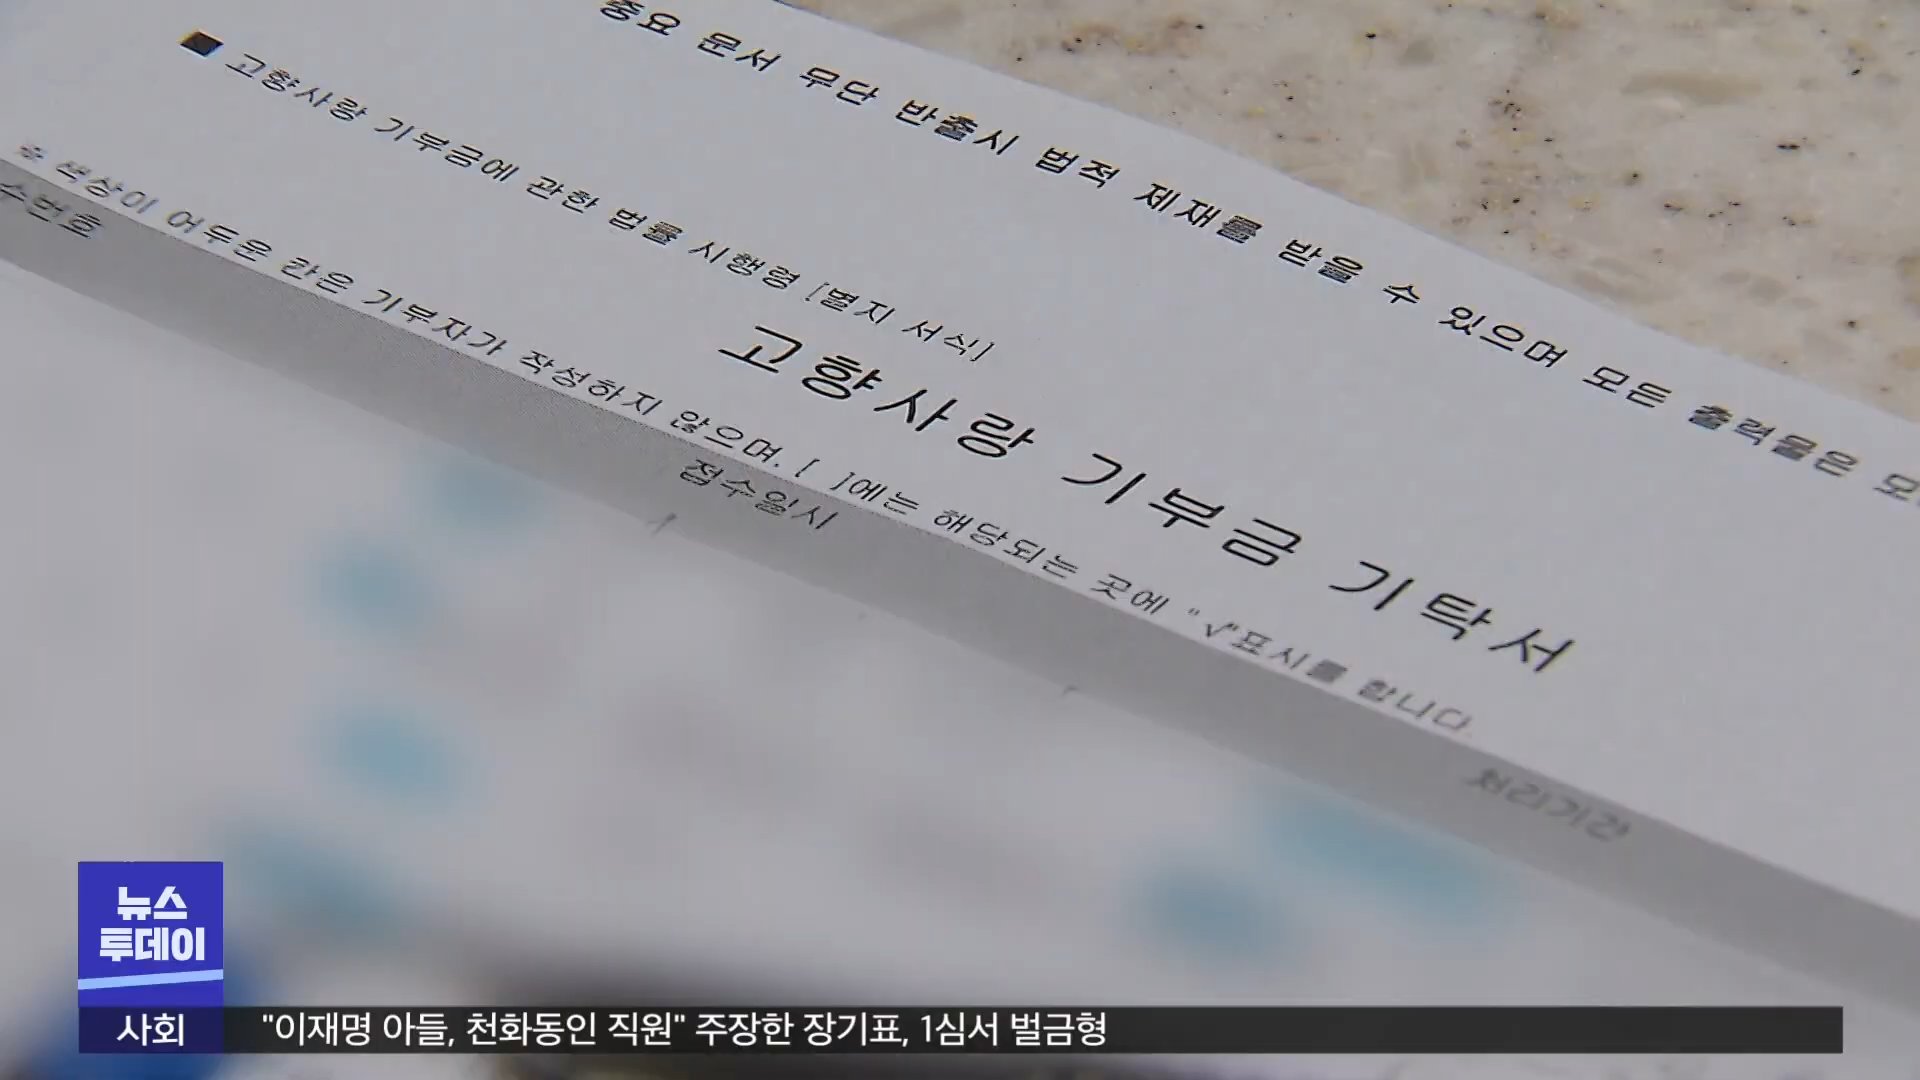 중요 문서 무단 반출시 법적 제재를 받을 수 있으며 모든 출력물은
■ 고향사랑 기부금에 관한 법률 시행령 [별지 서식]
고향사랑 기부금 기탁서
※ 색상이 어두운 칸은 기부자가 작성하지 않으며, [ ]에는 해당되는 곳에 "√"표시를 합니다.
수번호
접수일시
처리기간
뉴스
투데이
사회
"이재명 아들, 천화동인 직원" 주장한 장기표, 1심서 벌금형